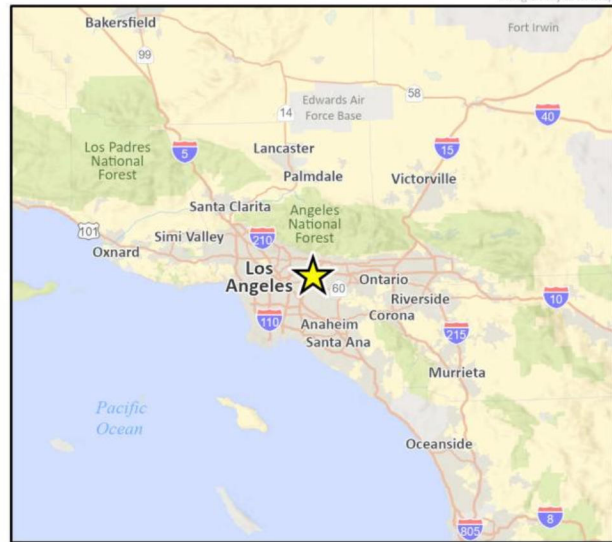 Bakersfield
Fort Irwin
99
58
Edwards Air
Force Base
14
40
Los Padres
National
Forest
5
Lancaster
15
Palmdale
Victorville
Santa Clarita
Angeles
National
Forest
101
Simi Valley
210
Oxnard
Los
Angeles
60
Ontario
Riverside
10
Corona
110
Anaheim
215
Santa Ana
Murrieta
Pacific
Ocean
Oceanside
8
805